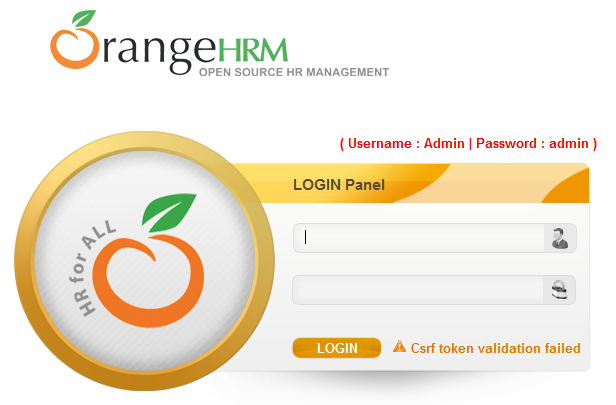 OrangeHRM
OPEN SOURCE HR MANAGEMENT
( Username : Admin | Password : admin )
LOGIN Panel
HR for ALL
LOGIN
Csrf token validation failed